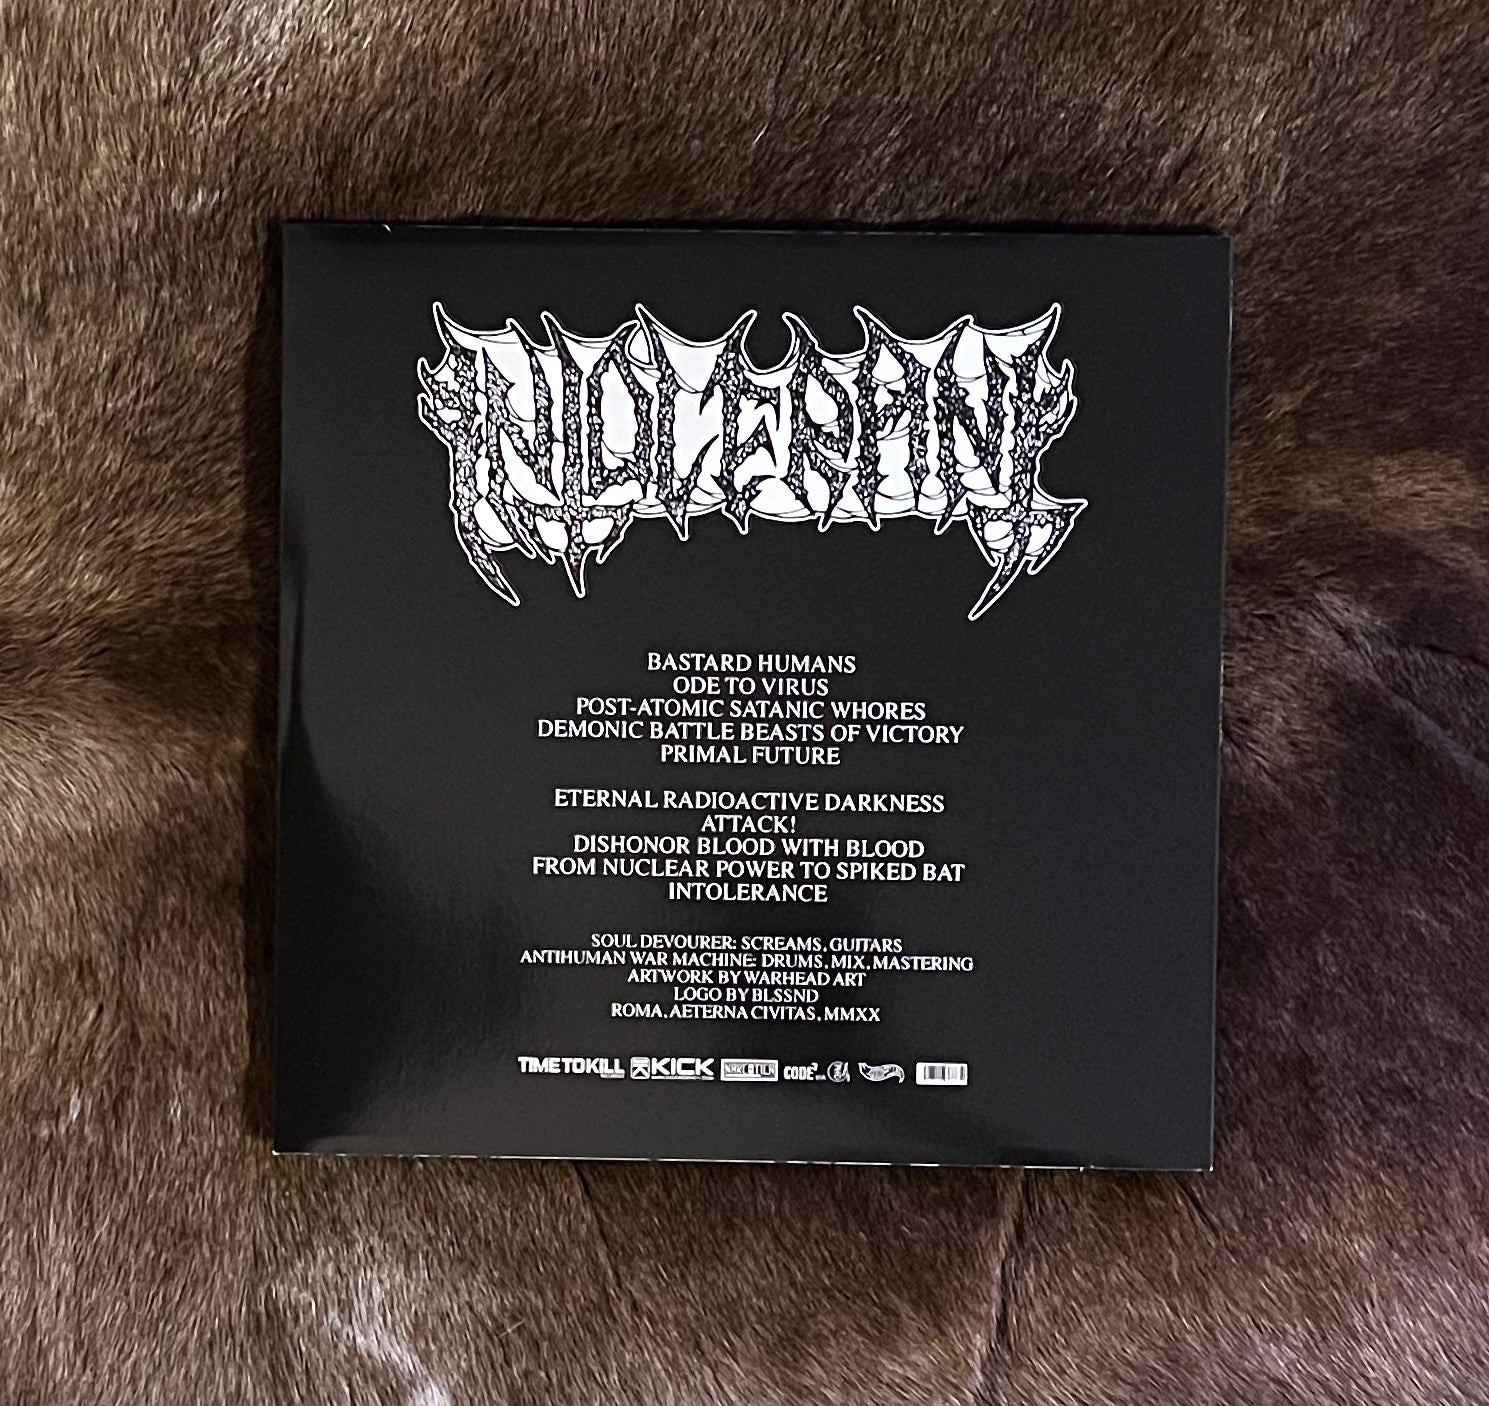 INTOLERANT
BASTARD HUMANS
ODE TO VIRUS
POST-ATOMIC SATANIC WHORES
DEMONIC BATTLE BEASTS OF VICTORY
PRIMAL FUTURE
ETERNAL RADIOACTIVE DARKNESS
ATTACK!
DISHONOR BLOOD WITH BLOOD
FROM NUCLEAR POWER TO SPIKED BAT
INTOLERANCE
SOUL DEVOURER: SCREAMS, GUITARS
ANTIHUMAN WAR MACHINE: DRUMS, MIX, MASTERING
ARTWORK BY WARHEAD ART
LOGO BY BLSSND
ROMA, AETERNA CIVITAS, MMXX
TIME TO KILL KICK CODE